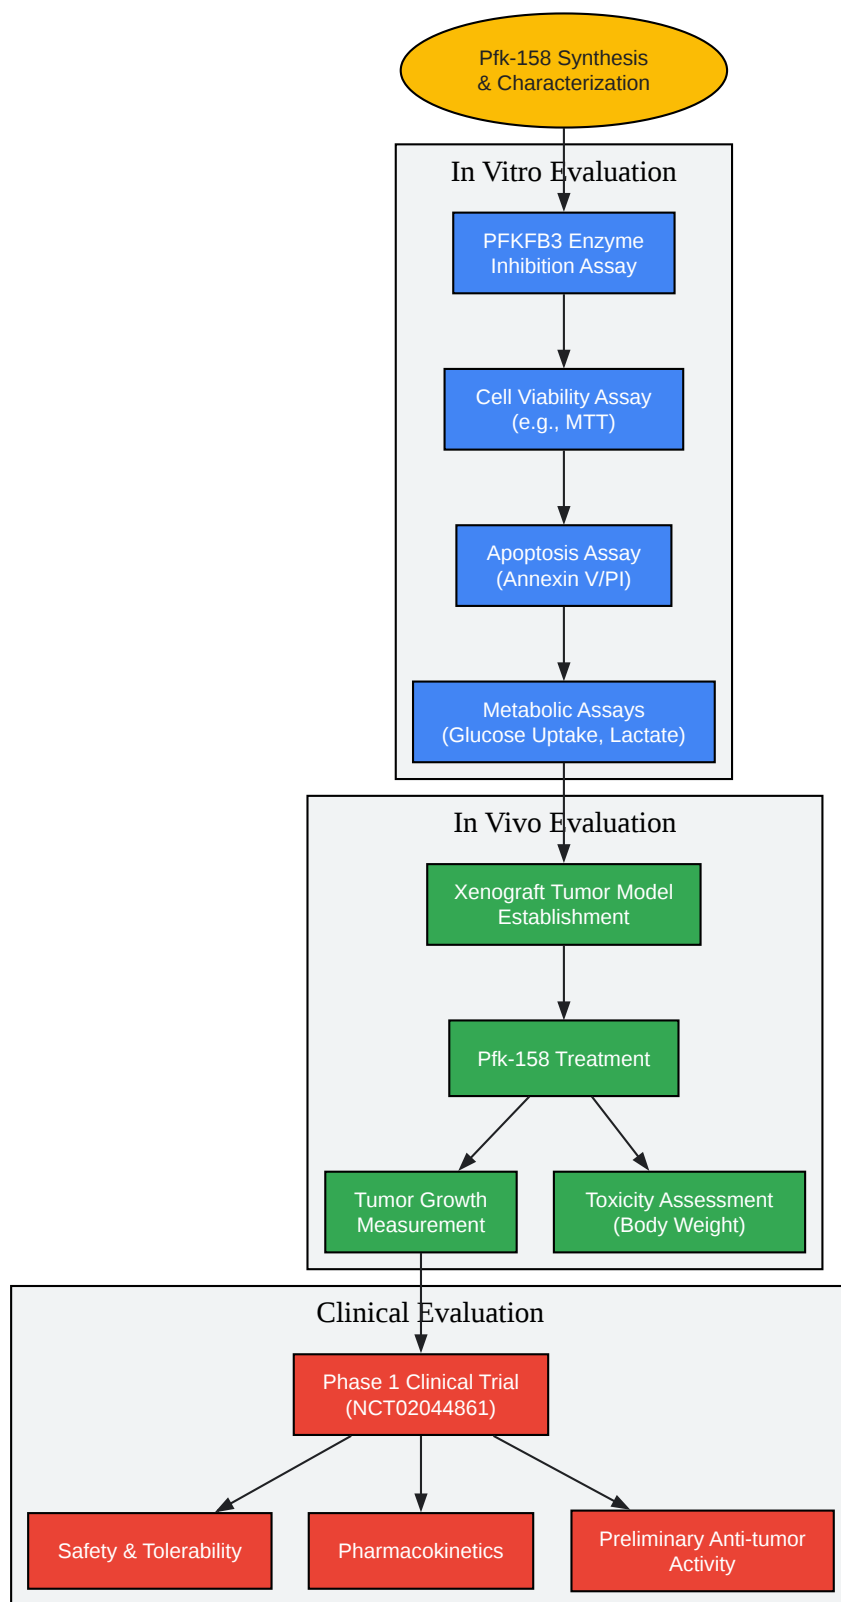 Pfk-158 Synthesis
& Characterization
In Vitro Evaluation
PFKFB3 Enzyme
Inhibition Assay
Cell Viability Assay
(e.g., MTT)
Apoptosis Assay
(Annexin V/PI)
Metabolic Assays
(Glucose Uptake, Lactate)
In Vivo Evaluation
Xenograft Tumor Model
Establishment
Pfk-158 Treatment
Tumor Growth
Measurement
Toxicity Assessment
(Body Weight)
Clinical Evaluation
Phase 1 Clinical Trial
(NCT02044861)
Safety & Tolerability
Pharmacokinetics
Preliminary Anti-tumor
Activity